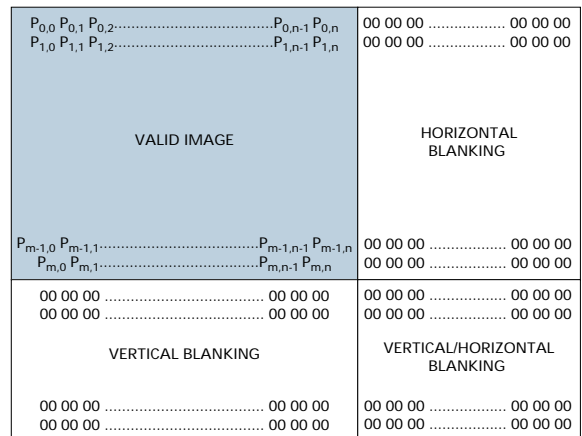 P0,0 P0,1 P0,2.....................................P0,n-1 P0,n
00 00 00 ................. 00 00 00
P1,0 P1,1 P1,2.....................................P1,n-1 P1,n
00 00 00 ................. 00 00 00
VALID IMAGE
HORIZONTAL
BLANKING
Pm-1,0 Pm-1,1.....................................Pm-1,n-1 Pm-1,n
00 00 00 ................. 00 00 00
Pm,0 Pm,1.....................................Pm,n-1 Pm,n
00 00 00 ................. 00 00 00
00 00 00 ................................... 00 00 00
00 00 00 ................. 00 00 00
00 00 00 ................................... 00 00 00
00 00 00 ................. 00 00 00
VERTICAL BLANKING
VERTICAL/HORIZONTAL
BLANKING
00 00 00 ................................... 00 00 00
00 00 00 ................. 00 00 00
00 00 00 ................................... 00 00 00
00 00 00 ................. 00 00 00